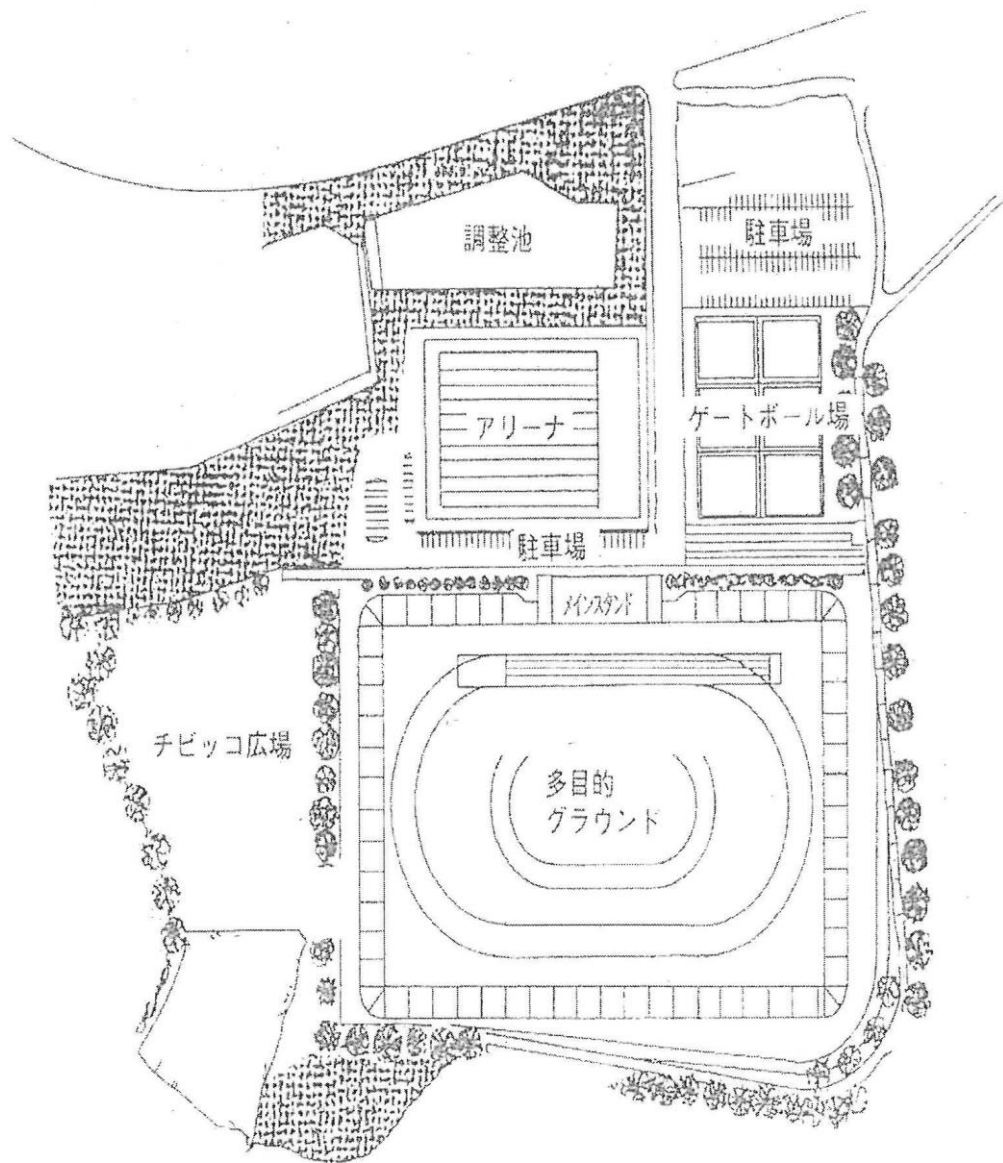 駐車場
調整池
アリーナ
ゲートボール場
駐車場
メインスタンド
チビッコ広場
多目的
グラウンド